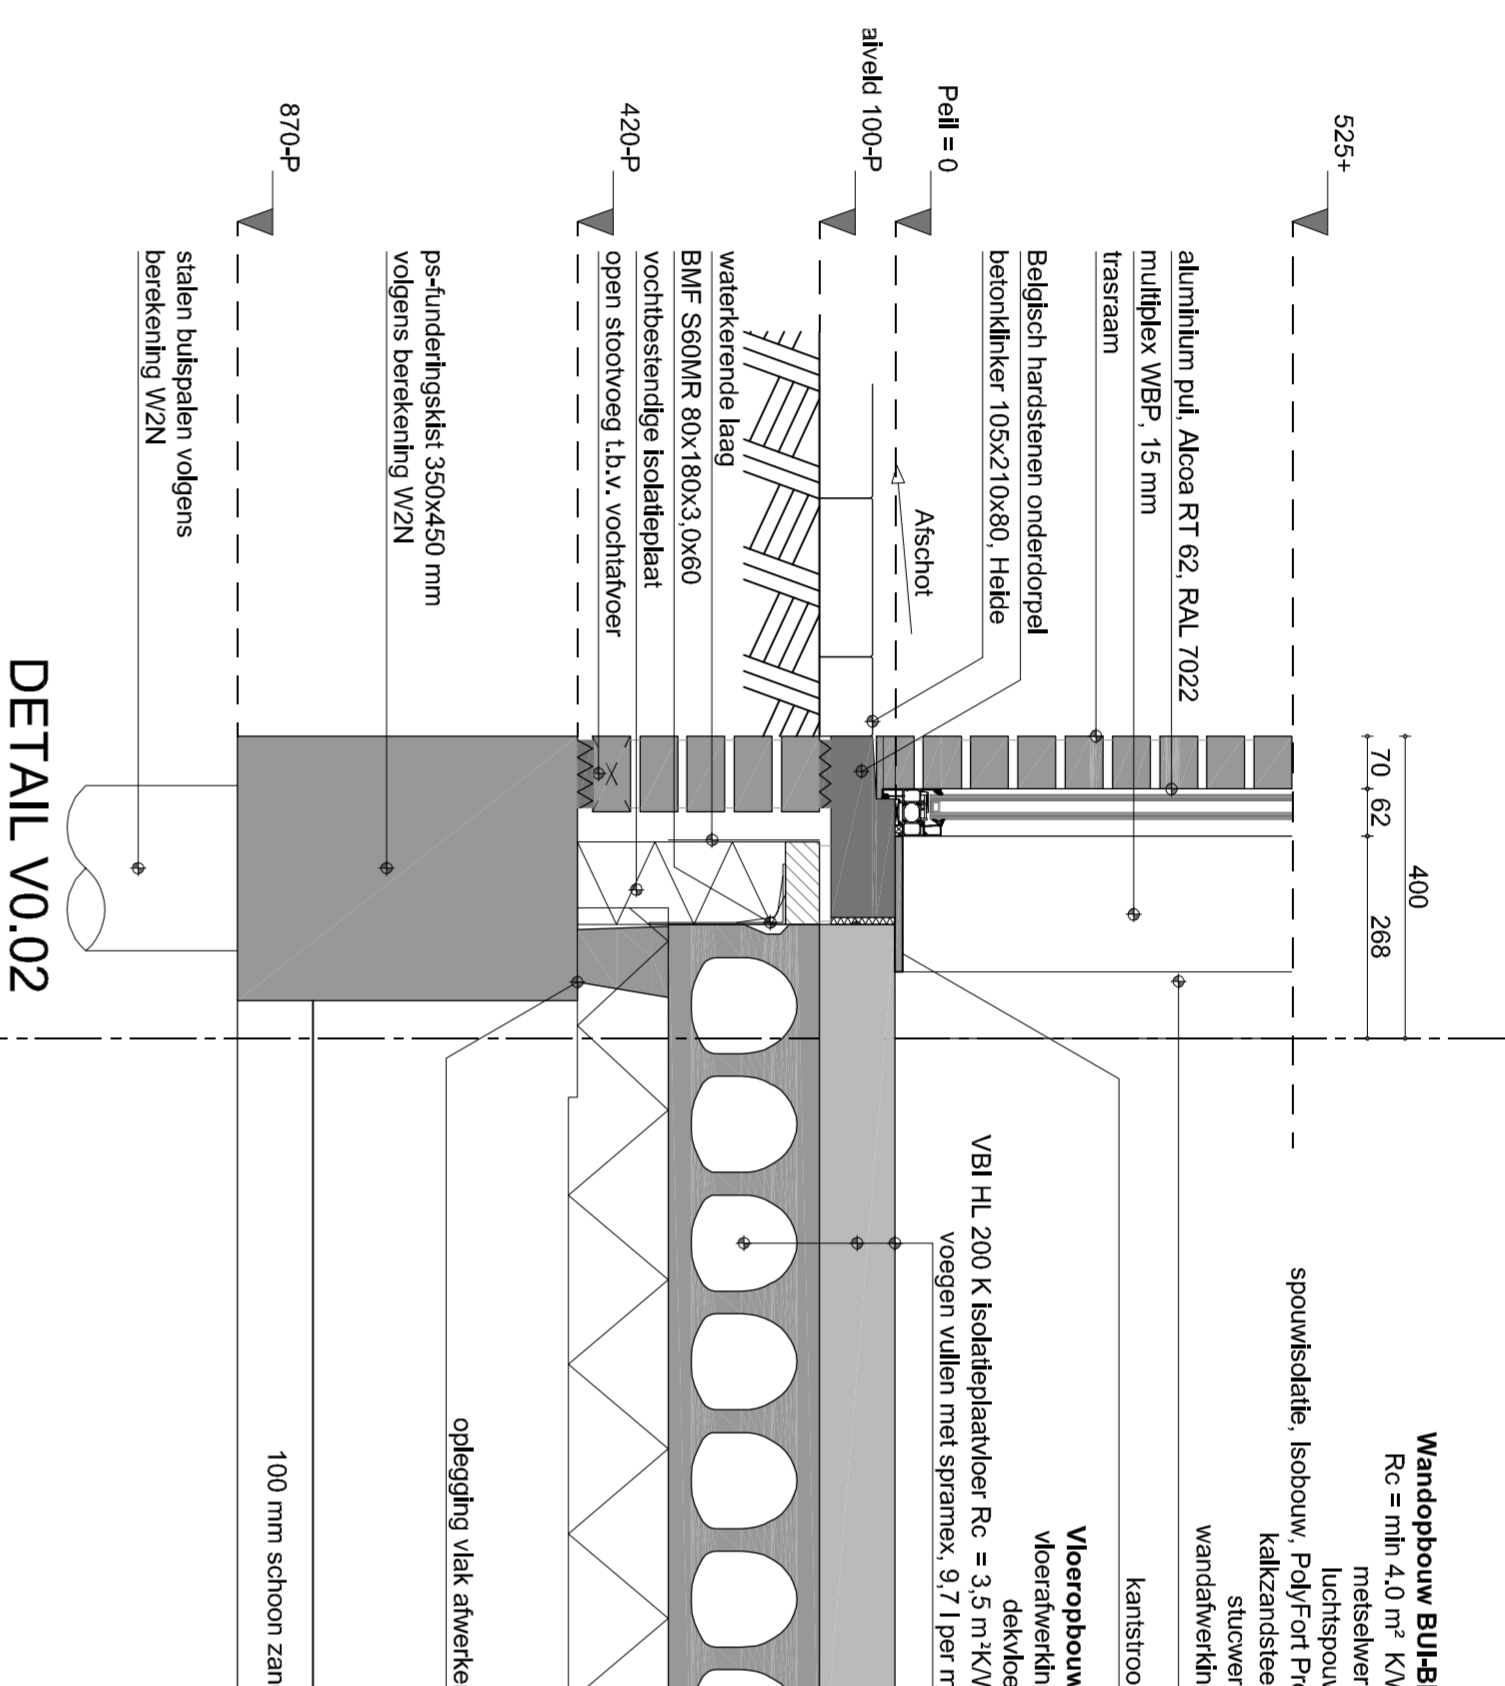 525+
Peil = 0
aiveld 100-P
420-P
870-P
aluminium pui, Alcoa RT 62, RAL 7022
multiplex WBP, 15 mm
trasraam
Belgisch hardstenen onderdorpel
betonklinker 105x210x80, Heide
Afschot
waterkerende laag
BMF S60MR 80x180x3,0x60
vochtbestendige isolatieplaat
open stootvoeg t.b.v. vochtafvoer
ps-funderingskist 350x450 mm
volgens berekening W2N
stalen buispalen volgens
berekening W2N
400
70 62 268
Wandopbouw BUI-B
Rc = min 4.0 m² K/
metselwer
luchtspouw
spouwisolatie, Isobouw, PolyFort Pr
kalkzandstee
stucwer
wandafwerkin
kantstroo
Vloeropbouw
vloerafwerkin
dekvloe
VBI HL 200 K isolatieplaatvloer Rc = 3,5 m²K/
voegen vullen met spramex, 9,7 l per m
oplegging vlak afwerke
100 mm schoon zan
DETAIL V0.02